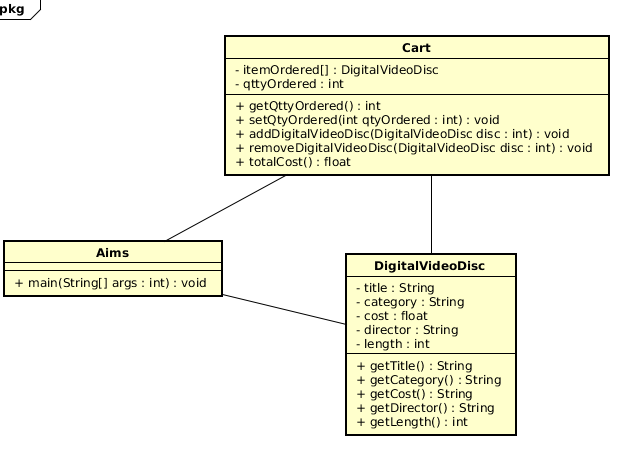 pkg
Cart
- itemOrdered[] : DigitalVideoDisc
- qttyOrdered : int
+ getQttyOrdered() : int
+ setQtyOrdered(int qtyOrdered : int) : void
+ addDigitalVideoDisc(DigitalVideoDisc disc : int) : void
+ removeDigitalVideoDisc(DigitalVideoDisc disc : int) : void
+ totalCost() : float
Aims
+ main(String[] args : int) : void
DigitalVideoDisc
- title : String
- category : String
- cost : float
- director : String
- length : int
+ getTitle() : String
+ getCategory() : String
+ getCost() : String
+ getDirector() : String
+ getLength() : int